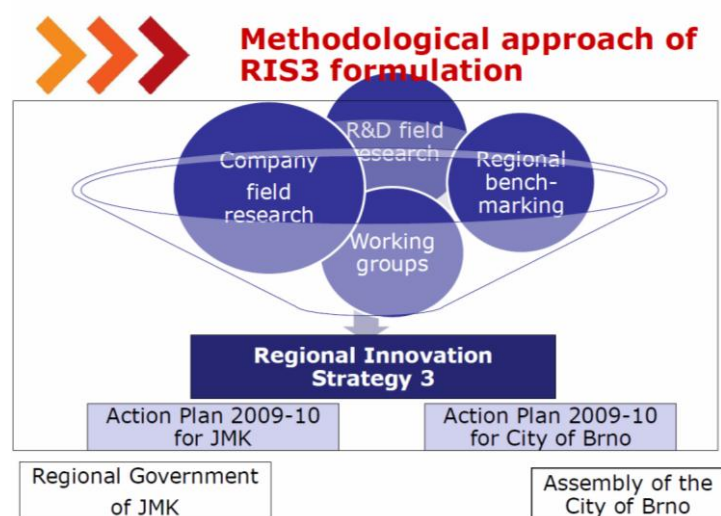 Methodological approach of
RIS3 formulation
R&D field
research
Company
field
research
Regional
bench-
marking
Working
groups
Regional Innovation
Strategy 3
Action Plan 2009-10
for JMK
Action Plan 2009-10
for City of Brno
Regional Government
of JMK
Assembly of the
City of Brno